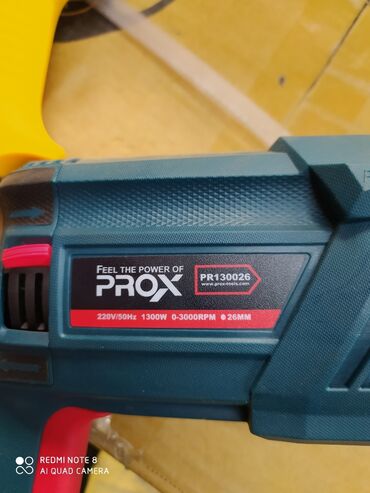 FEEL THE POWER OF
PROX
PR130026
www.prox-tools.com
220V/50Hz 1300W 0-3000RPM 26MM
REDMI NOTE 8
AI QUAD CAMERA